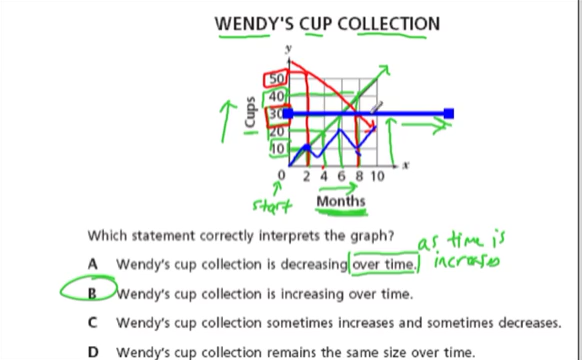 WENDY'S CUP COLLECTION
y
50
40
30
20
10
Cups
0 2 4 6 8 10
x
start
Months
Which statement correctly interprets the graph?
as time is
increases
A Wendy's cup collection is decreasing over time.
B Wendy's cup collection is increasing over time.
C Wendy's cup collection sometimes increases and sometimes decreases.
D Wendy's cup collection remains the same size over time.